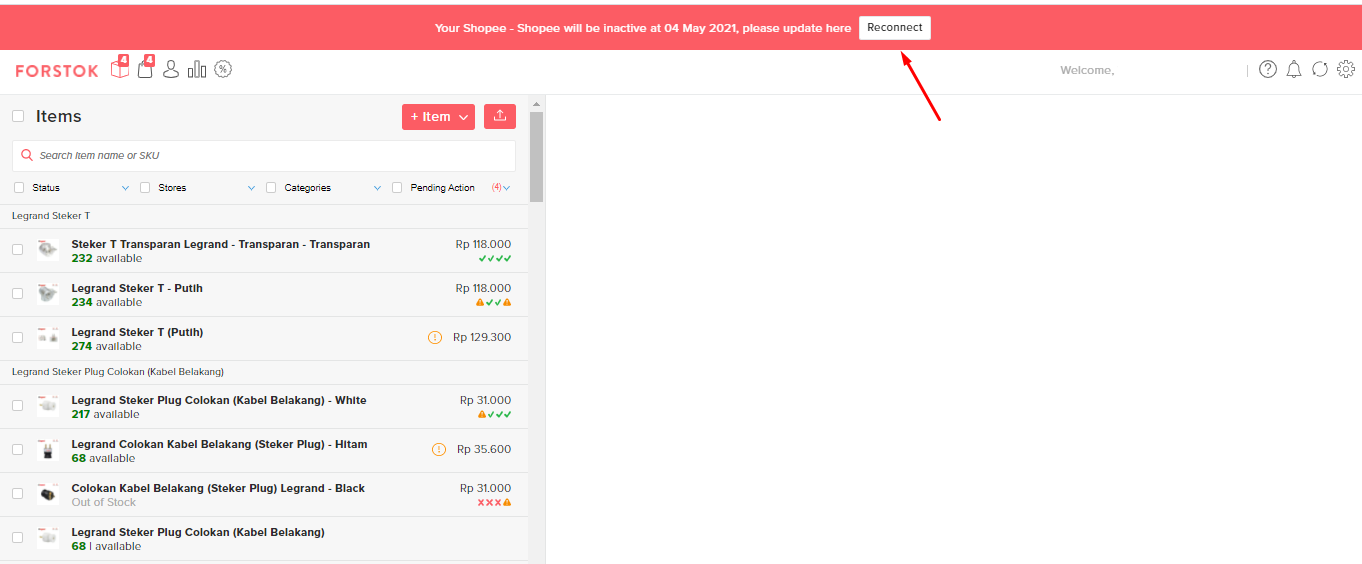 Your Shopee - Shopee will be inactive at 04 May 2021, please update here Reconnect
FORSTOK 4 4 % Welcome, | ?
Items + Item
Search Item name or SKU
Status Stores Categories Pending Action (4)
Legrand Steker T
Steker T Transparan Legrand - Transparan - Transparan Rp 118.000
232 available
Legrand Steker T - Putih Rp 118.000
234 available
Legrand Steker T (Putih) Rp 129.300
274 available
Legrand Steker Plug Colokan (Kabel Belakang)
Legrand Steker Plug Colokan (Kabel Belakang) - White Rp 31.000
217 available
Legrand Colokan Kabel Belakang (Steker Plug) - Hitam Rp 35.600
68 available
Colokan Kabel Belakang (Steker Plug) Legrand - Black Rp 31.000
Out of Stock
Legrand Steker Plug Colokan (Kabel Belakang)
68 | available